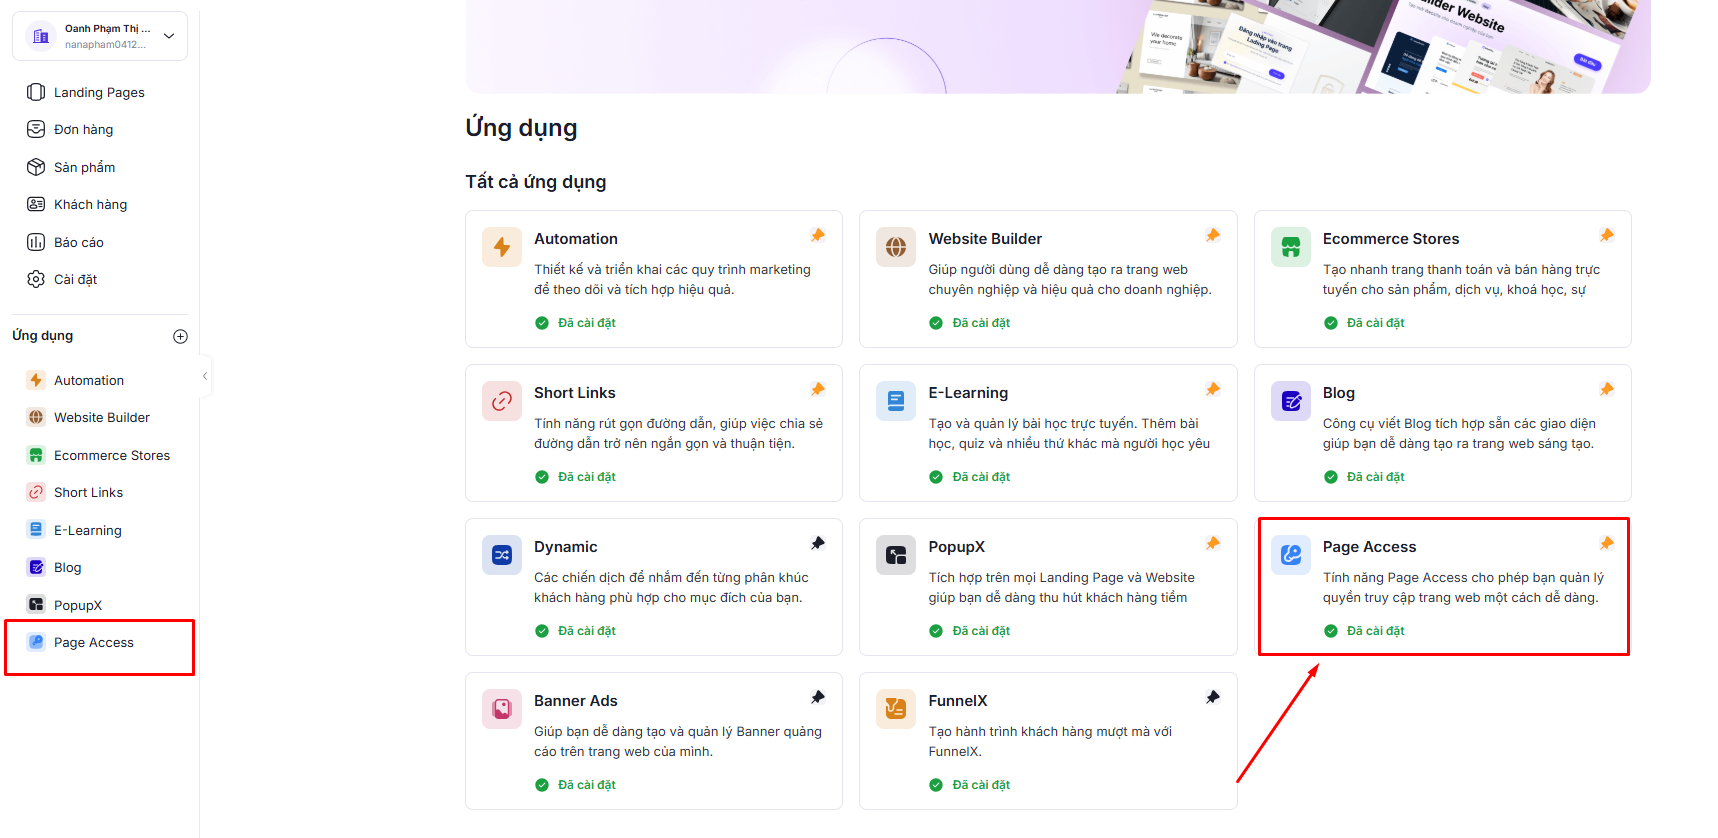 Oanh Phạm Thị ...
nanapham0412...
Landing Pages
Đơn hàng
Sản phẩm
Khách hàng
Báo cáo
Cài đặt
Ứng dụng
Automation
Website Builder
Ecommerce Stores
Short Links
E-Learning
Blog
PopupX
Page Access
We decorate
your home
Đăng nhập vào trang
Lading Page
uilder Website
Ứng dụng
Tất cả ứng dụng
Automation
Thiết kế và triển khai các quy trình marketing
để theo dõi và tích hợp hiệu quả.
Đã cài đặt
Website Builder
Giúp người dùng dễ dàng tạo ra trang web
chuyên nghiệp và hiệu quả cho doanh nghiệp.
Đã cài đặt
Ecommerce Stores
Tạo nhanh trang thanh toán và bán hàng trực
tuyến cho sản phẩm, dịch vụ, khoá học, sự
Đã cài đặt
Short Links
Tính năng rút gọn đường dẫn, giúp việc chia sẻ
đường dẫn trở nên ngắn gọn và thuận tiện.
Đã cài đặt
E-Learning
Tạo và quản lý bài học trực tuyến. Thêm bài
học, quiz và nhiều thứ khác mà người học yêu
Đã cài đặt
Blog
Công cụ viết Blog tích hợp sẵn các giao diện
giúp bạn dễ dàng tạo ra trang web sáng tạo.
Đã cài đặt
Dynamic
Các chiến dịch để nhắm đến từng phân khúc
khách hàng phù hợp cho mục đích của bạn.
Đã cài đặt
PopupX
Tích hợp trên mọi Landing Page và Website
giúp bạn dễ dàng thu hút khách hàng tiềm
Đã cài đặt
Page Access
Tính năng Page Access cho phép bạn quản lý
quyền truy cập trang web một cách dễ dàng.
Đã cài đặt
Banner Ads
Giúp bạn dễ dàng tạo và quản lý Banner quảng
cáo trên trang web của mình.
Đã cài đặt
FunnelX
Tạo hành trình khách hàng mượt mà với
FunnelX.
Đã cài đặt